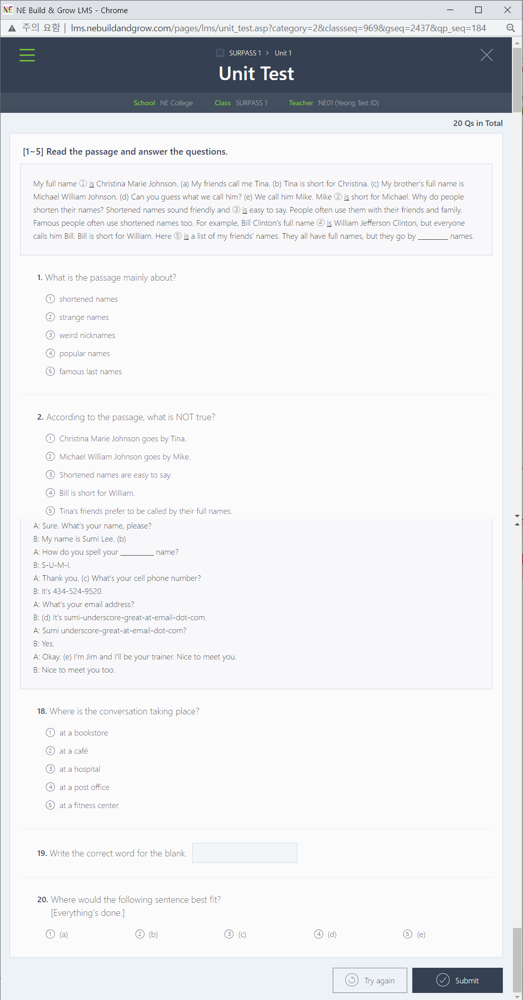 NE NE Build & Grow LMS - Chrome
주의 요함 | lms.nebuildandgrow.com/pages/lms/unit_test.asp?category=2&classseq=969&gseq=2437&qp_seq=184
SURPASS 1 > Unit 1
Unit Test
School NE College Class SURPASS 1 Teacher NE01 (Yeong Test ID)
20 Qs in Total
[1~5] Read the passage and answer the questions.
My full name ① is Christina Marie Johnson. (a) My friends call me Tina. (b) Tina is short for Christina. (c) My brother's full name is
Michael William Johnson. (d) Can you guess what we call him? (e) We call him Mike. Mike ② is short for Michael. Why do people
shorten their names? Shortened names sound friendly and ③ is easy to say. People often use them with their friends and family.
Famous people often use shortened names too. For example, Bill Clinton's full name ④ is William Jefferson Clinton, but everyone
calls him Bill. Bill is short for William. Here ⑤ is a list of my friends' names. They all have full names, but they go by ________ names.
1. What is the passage mainly about?
① shortened names
② strange names
③ weird nicknames
④ popular names
⑤ famous last names
2. According to the passage, what is NOT true?
① Christina Marie Johnson goes by Tina.
② Michael William Johnson goes by Mike.
③ Shortened names are easy to say.
④ Bill is short for William.
⑤ Tina's friends prefer to be called by their full names.
A: Sure. What's your name, please?
B: My name is Sumi Lee. (b)
A: How do you spell your _________ name?
B: S-U-M-I.
A: Thank you. (c) What's your cell phone number?
B: It's 434-524-9520.
A: What's your email address?
B: (d) It's sumi-underscore-great-at-email-dot-com.
A: Sumi underscore-great-at-email-dot-com?
B: Yes.
A: Okay. (e) I'm Jim and I'll be your trainer. Nice to meet you.
B: Nice to meet you too.
18. Where is the conversation taking place?
① at a bookstore
② at a café
③ at a hospital
④ at a post office
⑤ at a fitness center
19. Write the correct word for the blank.
20. Where would the following sentence best fit?
[Everything's done.]
① (a) ② (b) ③ (c) ④ (d) ⑤ (e)
Try again Submit